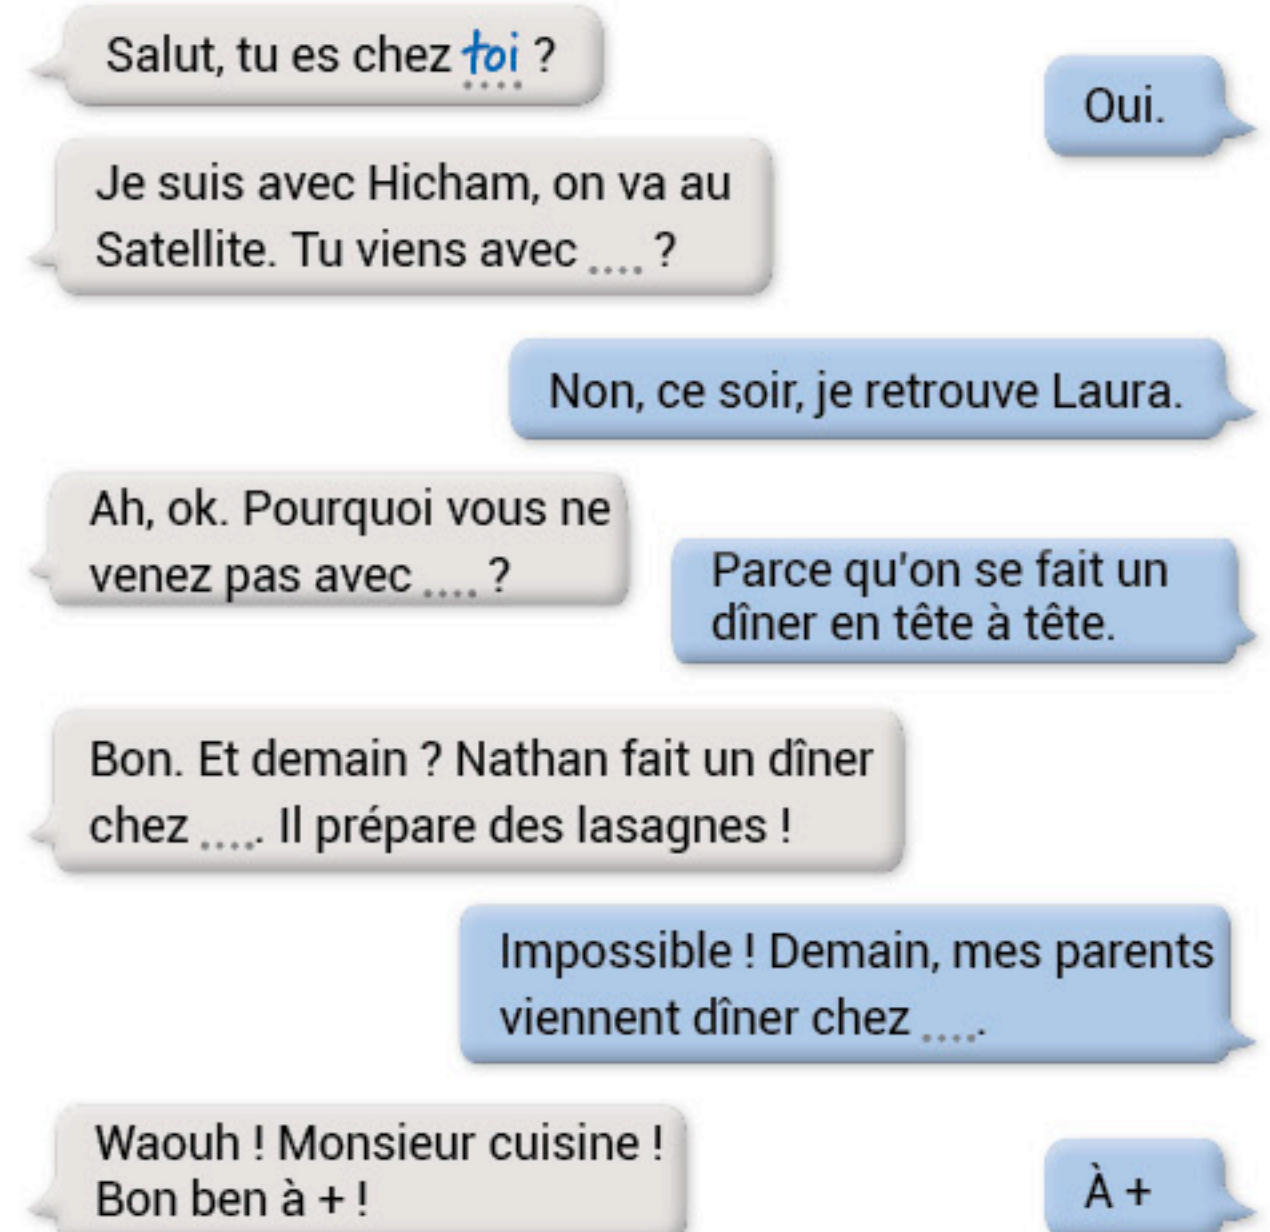 Salut, tu es chez toi ?
Oui.
Je suis avec Hicham, on va au
Satellite. Tu viens avec .... ?
Non, ce soir, je retrouve Laura.
Ah, ok. Pourquoi vous ne
venez pas avec .... ?
Parce qu'on se fait un
dîner en tête à tête.
Bon. Et demain ? Nathan fait un dîner
chez ..... Il prépare des lasagnes !
Impossible ! Demain, mes parents
viennent dîner chez .....
Waouh ! Monsieur cuisine !
Bon ben à + !
À +